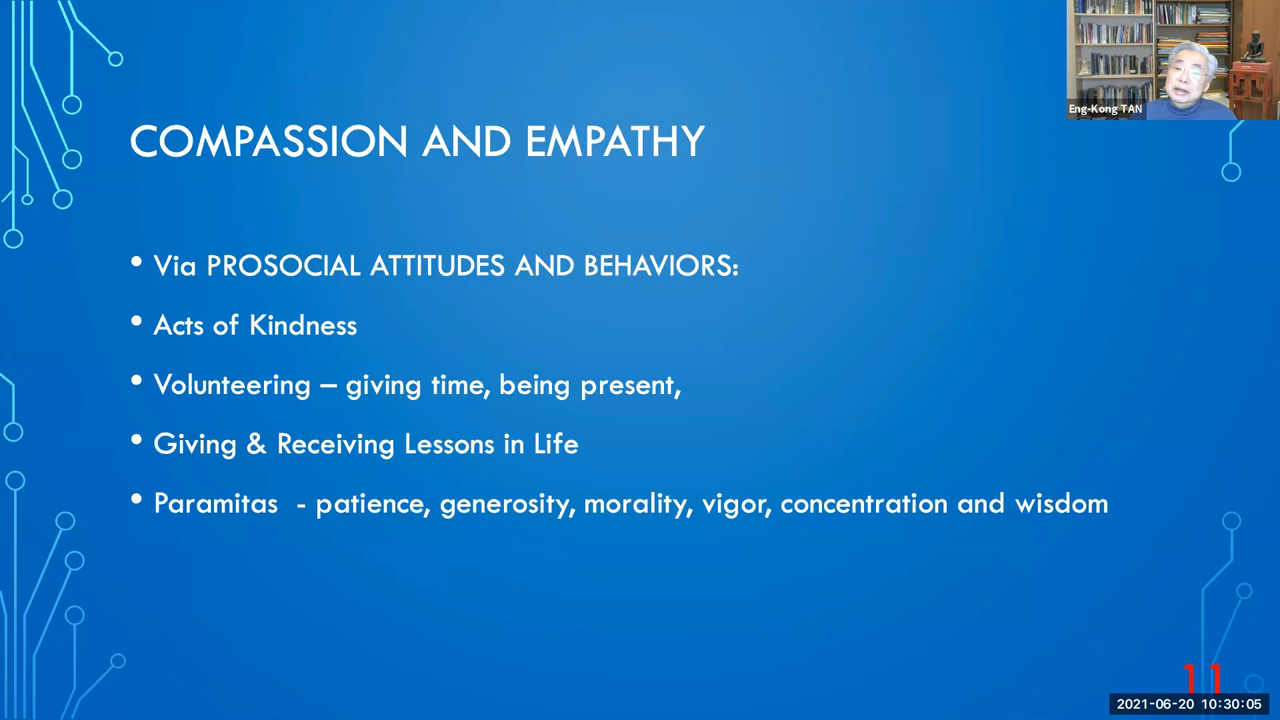 Eng-Kong TAN
COMPASSION AND EMPATHY
• Via PROSOCIAL ATTITUDES AND BEHAVIORS:
• Acts of Kindness
• Volunteering – giving time, being present,
• Giving & Receiving Lessons in Life
• Paramitas - patience, generosity, morality, vigor, concentration and wisdom
11
2021-06-20 10:30:05